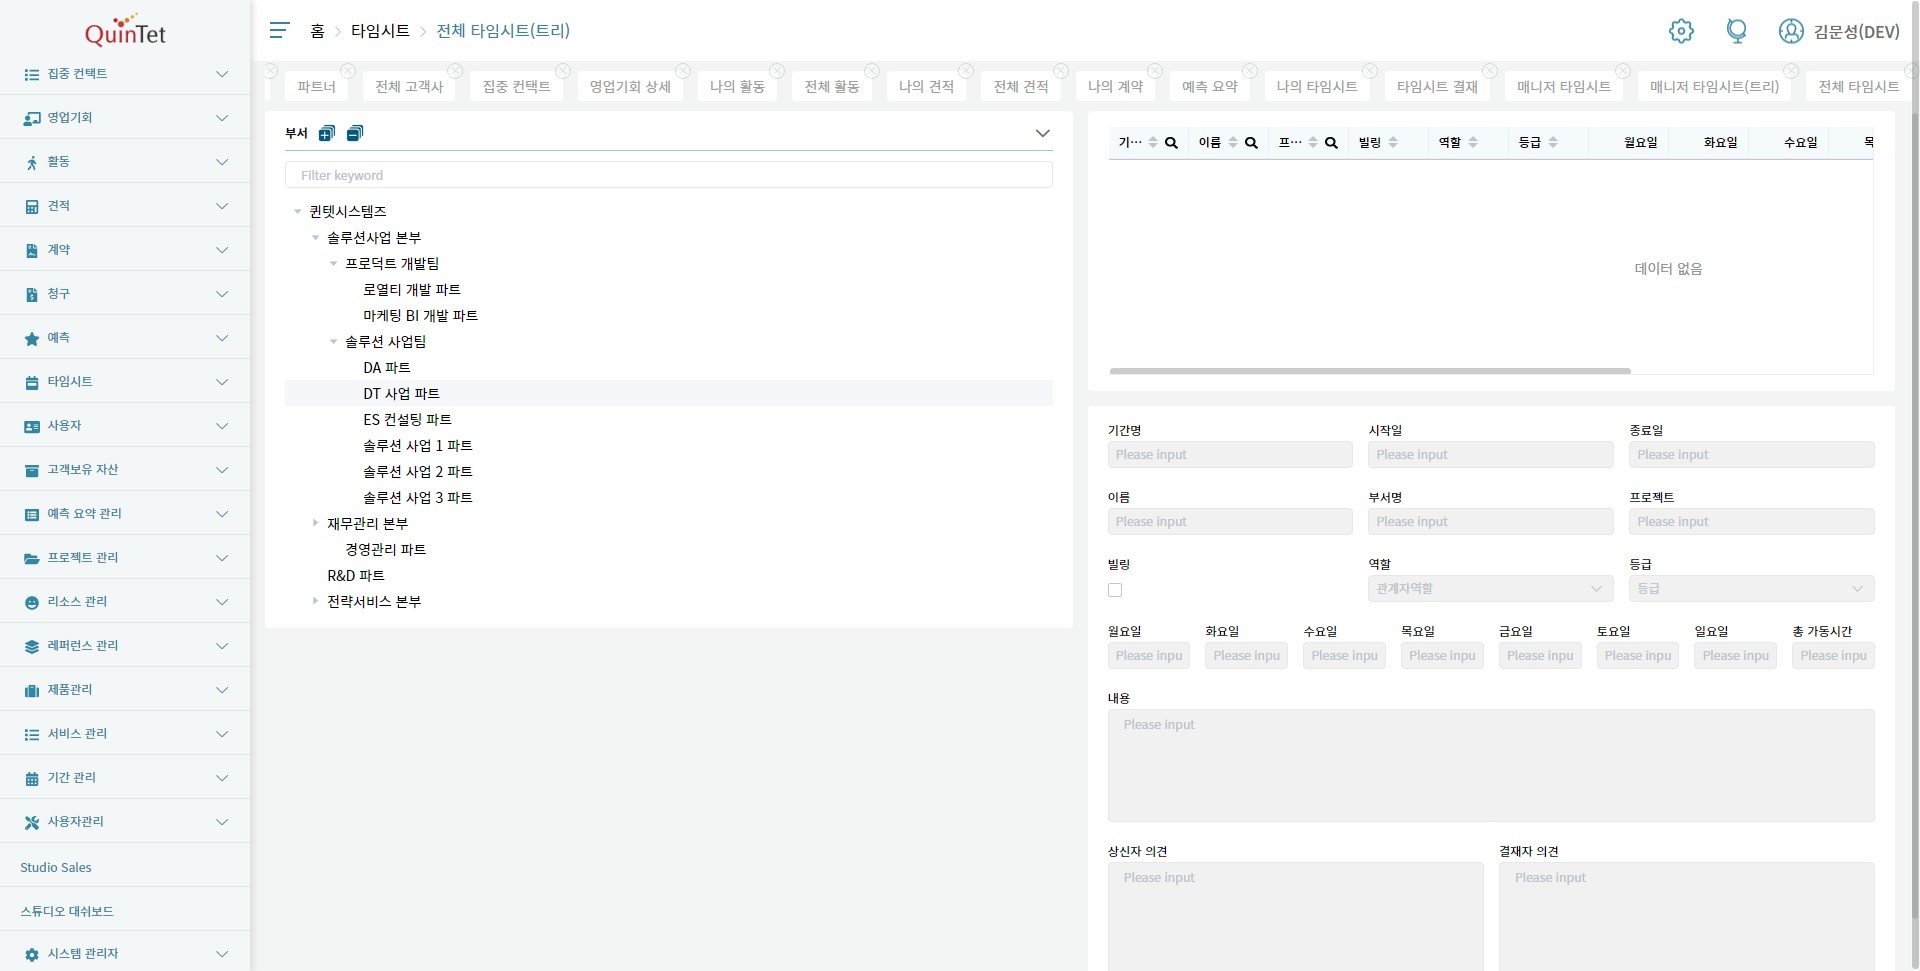 QuinTet
집중 컨택트
영업기회
활동
견적
계약
청구
예측
타임시트
사용자
고객보유 자산
예측 요약 관리
프로젝트 관리
리소스 관리
레퍼런스 관리
제품관리
서비스 관리
기간 관리
사용자관리
Studio Sales
스튜디오 대쉬보드
시스템 관리자
홈 > 타임시트 > 전체 타임시트(트리)
김문성(DEV)
파트너 전체 고객사 집중 컨택트 영업기회 상세 나의 활동 전체 활동 나의 견적 전체 견적 나의 계약 예측 요약 나의 타임시트 타임시트 결재 매니저 타임시트 매니저 타임시트(트리) 전체 타임시트
부서
Filter keyword
퀸텟시스템즈
솔루션사업 본부
프로덕트 개발팀
로열티 개발 파트
마케팅 BI 개발 파트
솔루션 사업팀
DA 파트
DT 사업 파트
ES 컨설팅 파트
솔루션 사업 1 파트
솔루션 사업 2 파트
솔루션 사업 3 파트
재무관리 본부
경영관리 파트
R&D 파트
전략서비스 본부
기… 이름 프… 빌링 역할 등급 월요일 화요일 수요일 목
데이터 없음
기간명 시작일 종료일
Please input Please input Please input
이름 부서명 프로젝트
Please input Please input Please input
빌링 역할 등급
관계자역할 등급
월요일 화요일 수요일 목요일 금요일 토요일 일요일 총 가동시간
Please inpu Please inpu Please inpu Please inpu Please inpu Please inpu Please inpu Please inpu
내용
Please input
상신자 의견 결재자 의견
Please input Please input